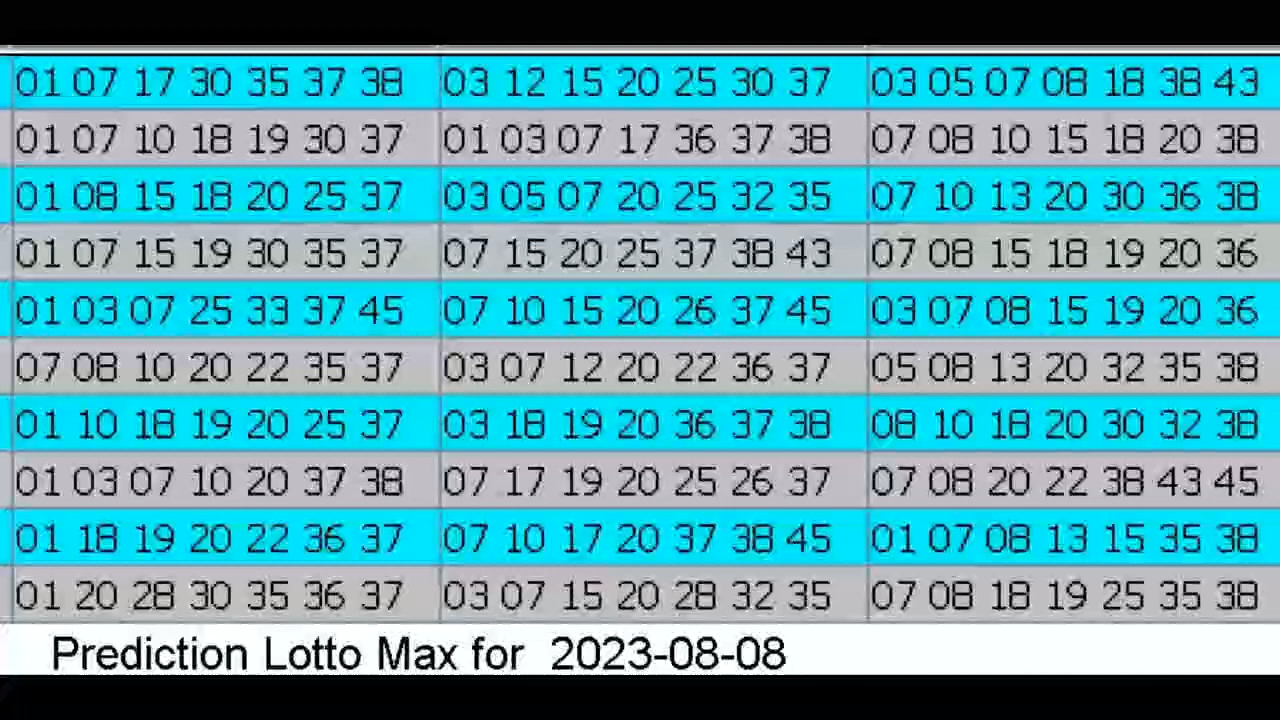 01 07 17 30 35 37 38 03 12 15 20 25 30 37 03 05 07 08 18 38 43
01 07 10 18 19 30 37 01 03 07 17 36 37 38 07 08 10 15 18 20 38
01 08 15 18 20 25 37 03 05 07 20 25 32 35 07 10 13 20 30 36 38
01 07 15 19 30 35 37 07 15 20 25 37 38 43 07 08 15 18 19 20 36
01 03 07 25 33 37 45 07 10 15 20 26 37 45 03 07 08 15 19 20 36
07 08 10 20 22 35 37 03 07 12 20 22 36 37 05 08 13 20 32 35 38
01 10 18 19 20 25 37 03 18 19 20 36 37 38 08 10 18 20 30 32 38
01 03 07 10 20 37 38 07 17 19 20 25 26 37 07 08 20 22 38 43 45
01 18 19 20 22 36 37 07 10 17 20 37 38 45 01 07 08 13 15 35 38
01 20 28 30 35 36 37 03 07 15 20 28 32 35 07 08 18 19 25 35 38
Prediction Lotto Max for 2023-08-08